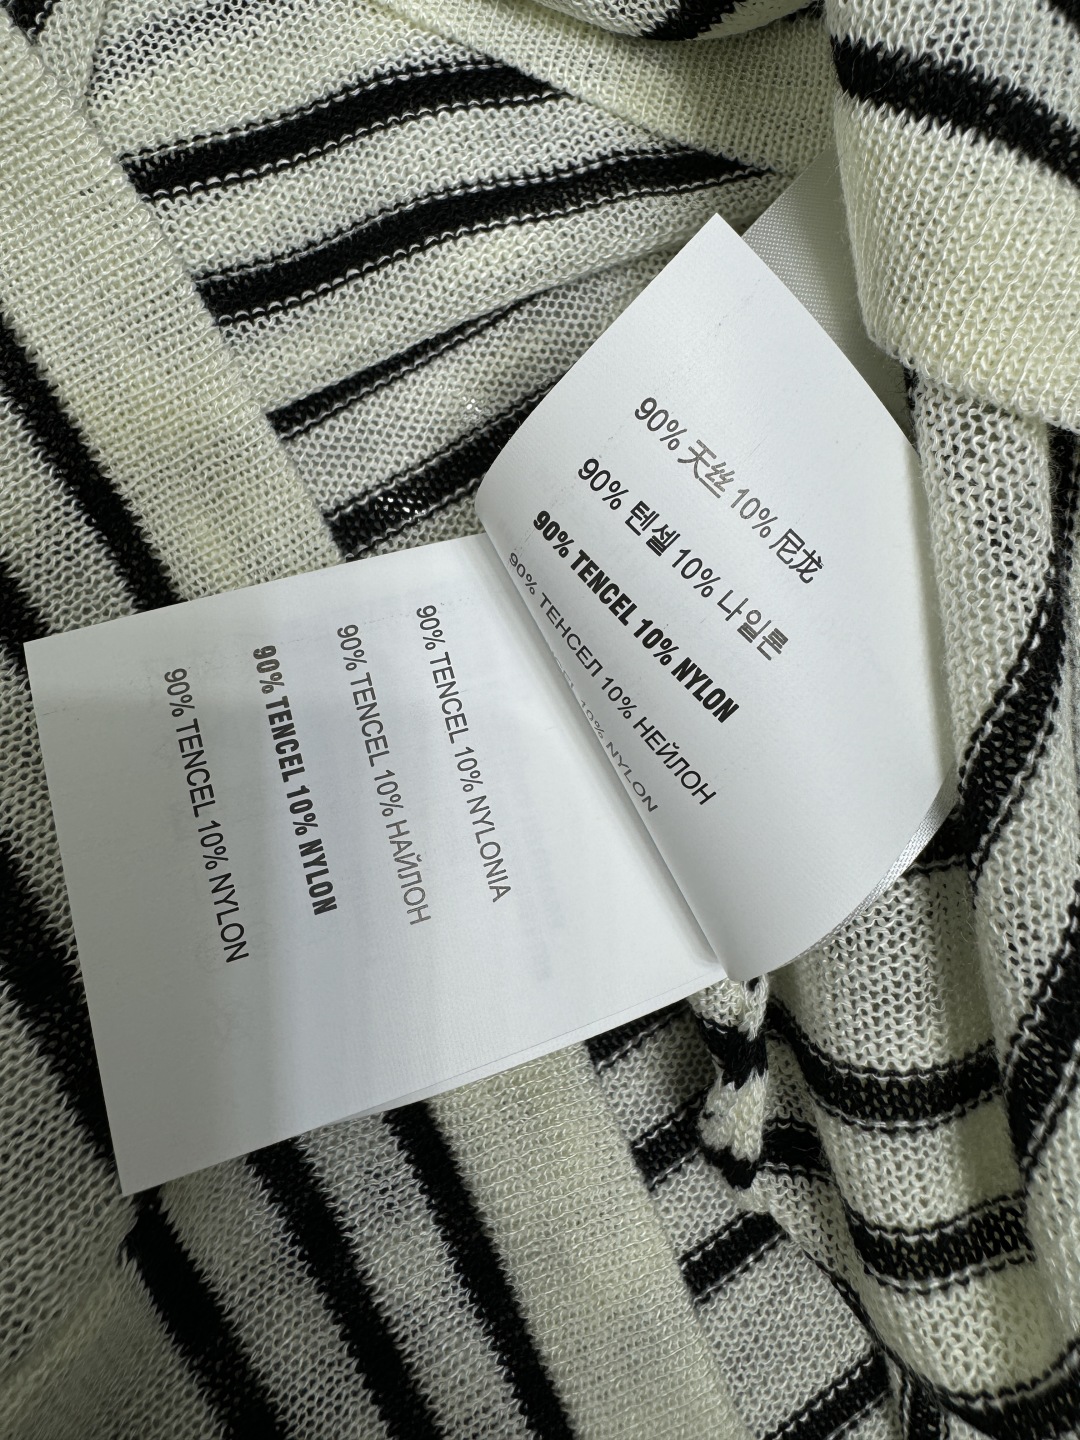 90% 天丝 10% 尼龙
90% 텐셀 10% 나일론
90% TENCEL 10% NYLON
90% ТЕНСЕЛ 10% НЕЙЛОН
10% NYLON
90% TENCEL 10% NYLONIA
90% TENCEL 10% НАЙЛОН
90% TENCEL 10% NYLON
90% TENCEL 10% NYLON